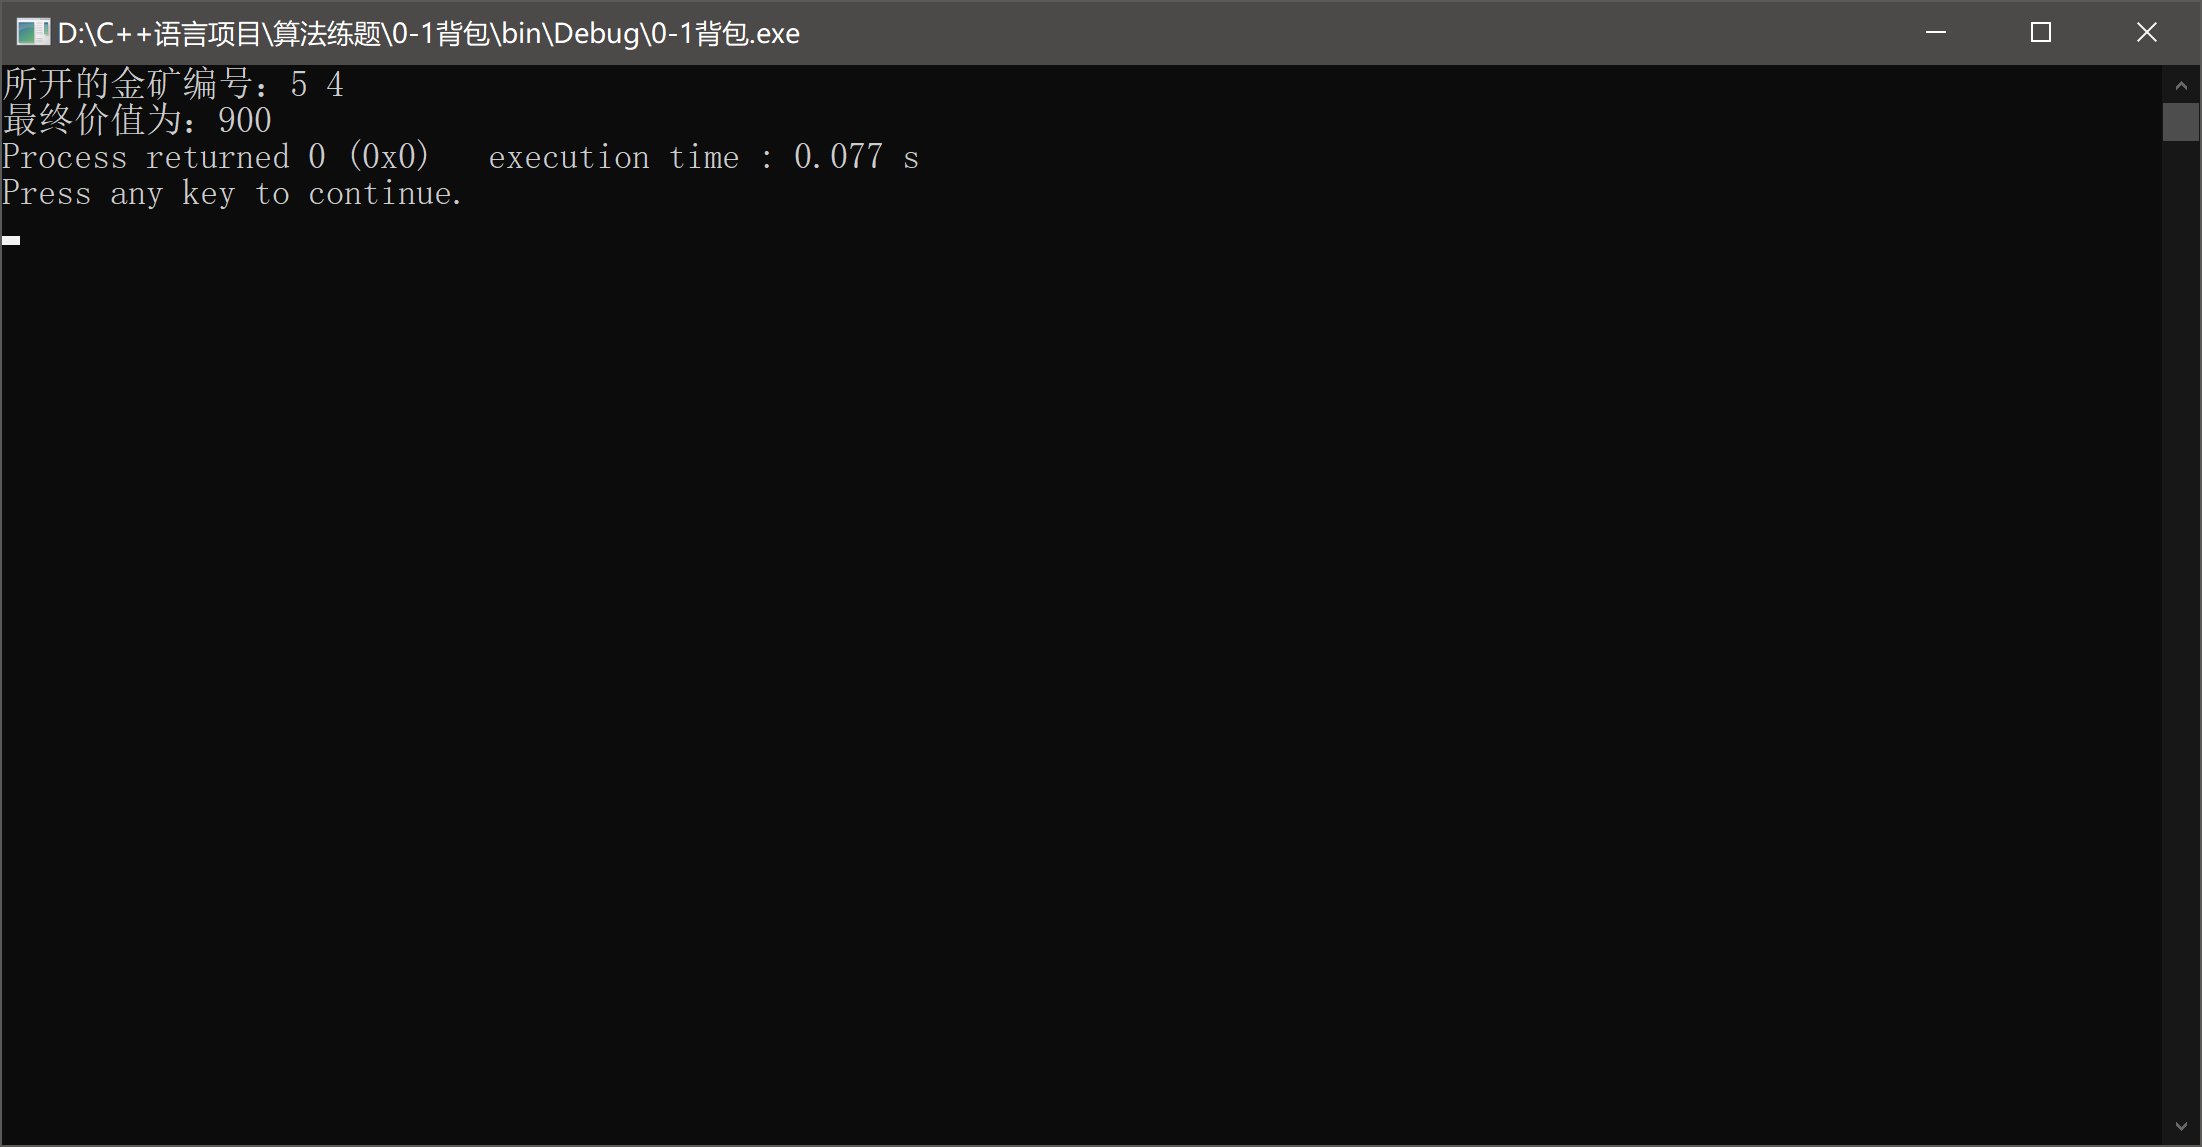 D:\C++语言项目\算法练题\0-1背包\bin\Debug\0-1背包.exe
所开的金矿编号：5 4
最终价值为：900
Process returned 0 (0x0)   execution time : 0.077 s
Press any key to continue.